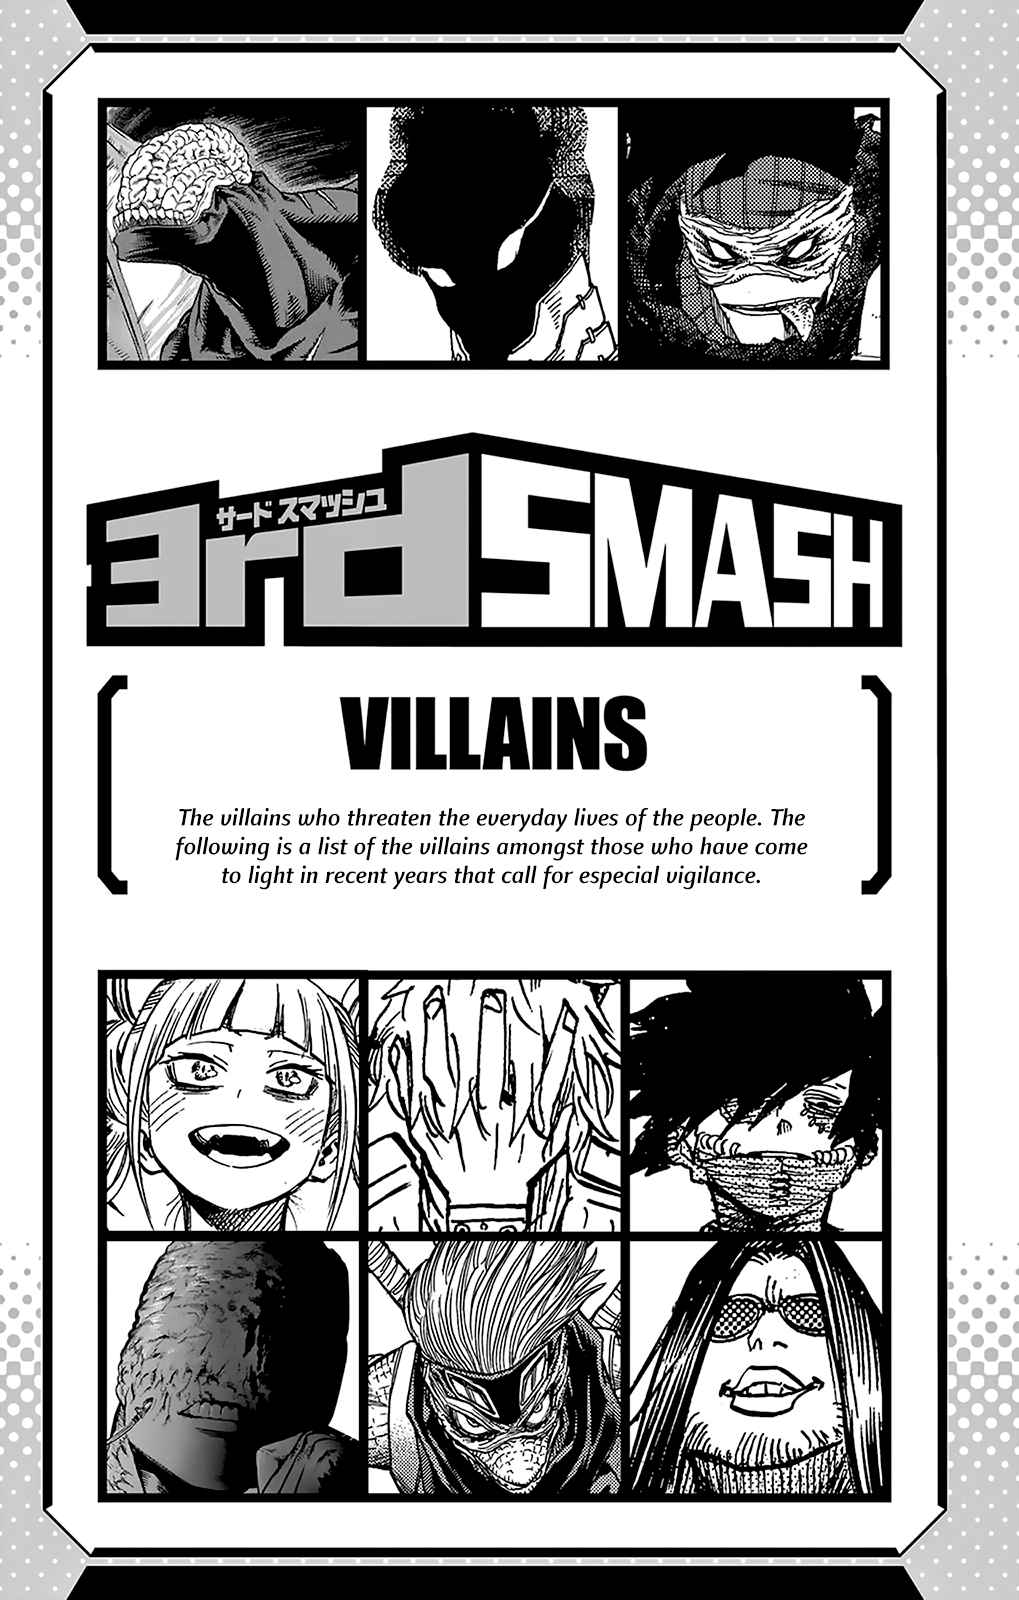 サード スマッシュ
3rd SMASH
VILLAINS
The villains who threaten the everyday lives of the people. The
following is a list of the villains amongst those who have come
to light in recent years that call for especial vigilance.